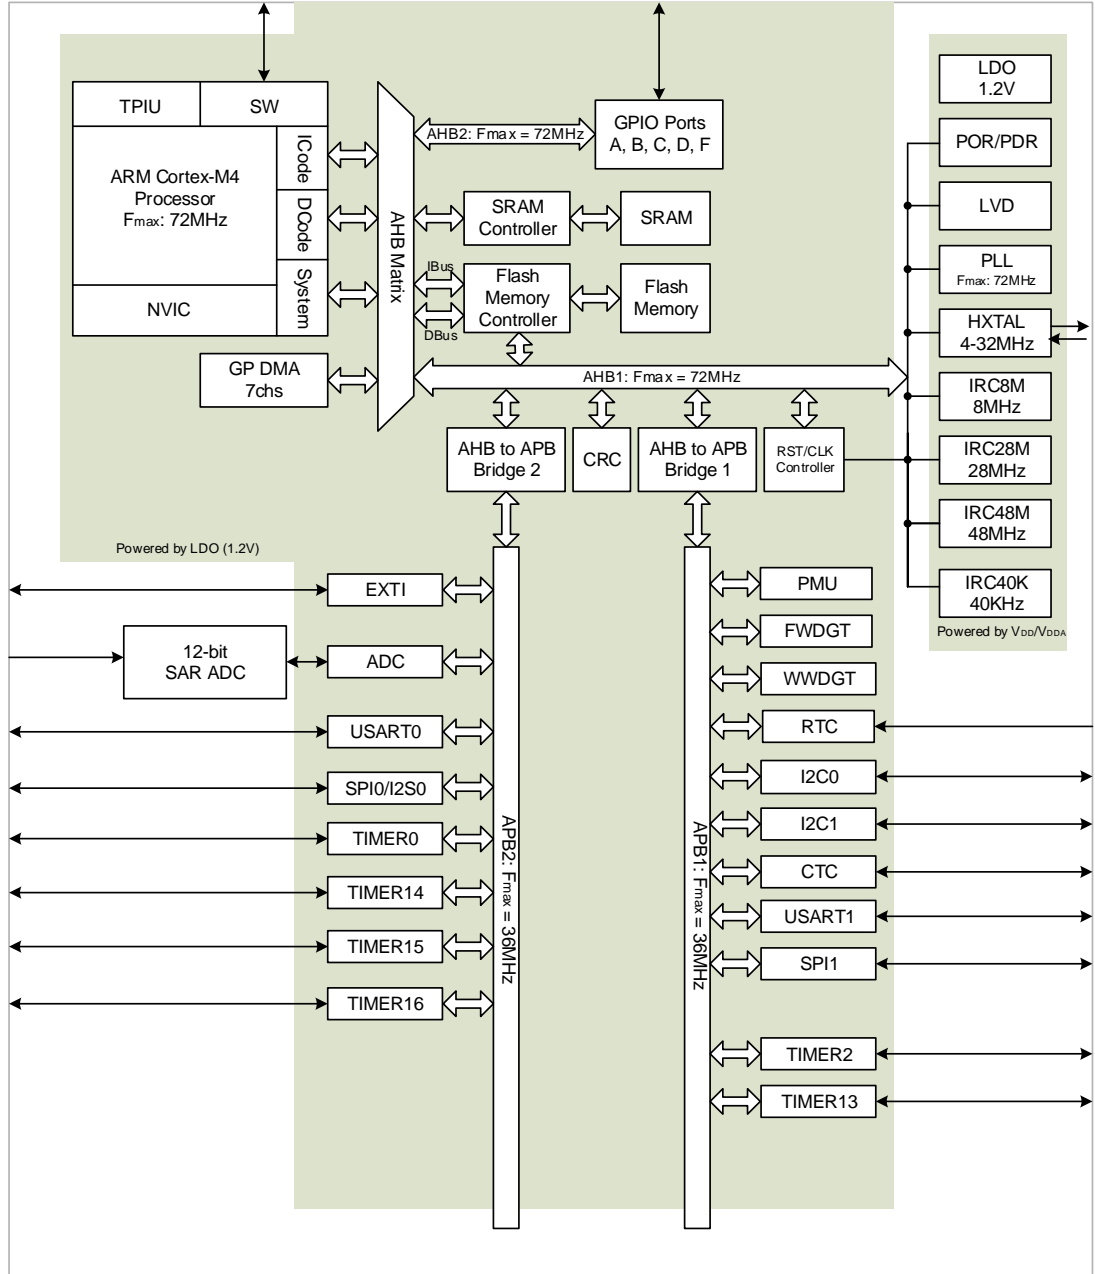 TPIU
SW
ARM Cortex-M4
Processor
Fmax: 72MHz
NVIC
ICode
DCode
System
GP DMA
7chs
AHB Matrix
AHB2: Fmax = 72MHz
GPIO Ports
A, B, C, D, F
SRAM
Controller
SRAM
IBus
DBus
Flash
Memory
Controller
Flash
Memory
AHB1: Fmax = 72MHz
AHB to APB
Bridge 2
CRC
AHB to APB
Bridge 1
RST/CLK
Controller
LDO
1.2V
POR/PDR
LVD
PLL
Fmax: 72MHz
HXTAL
4-32MHz
IRC8M
8MHz
IRC28M
28MHz
IRC48M
48MHz
IRC40K
40KHz
Powered by VDD/VDDA
Powered by LDO (1.2V)
EXTI
12-bit
SAR ADC
ADC
USART0
SPI0/I2S0
TIMER0
TIMER14
TIMER15
TIMER16
APB2: Fmax = 36MHz
APB1: Fmax = 36MHz
PMU
FWDGT
WWDGT
RTC
I2C0
I2C1
CTC
USART1
SPI1
TIMER2
TIMER13